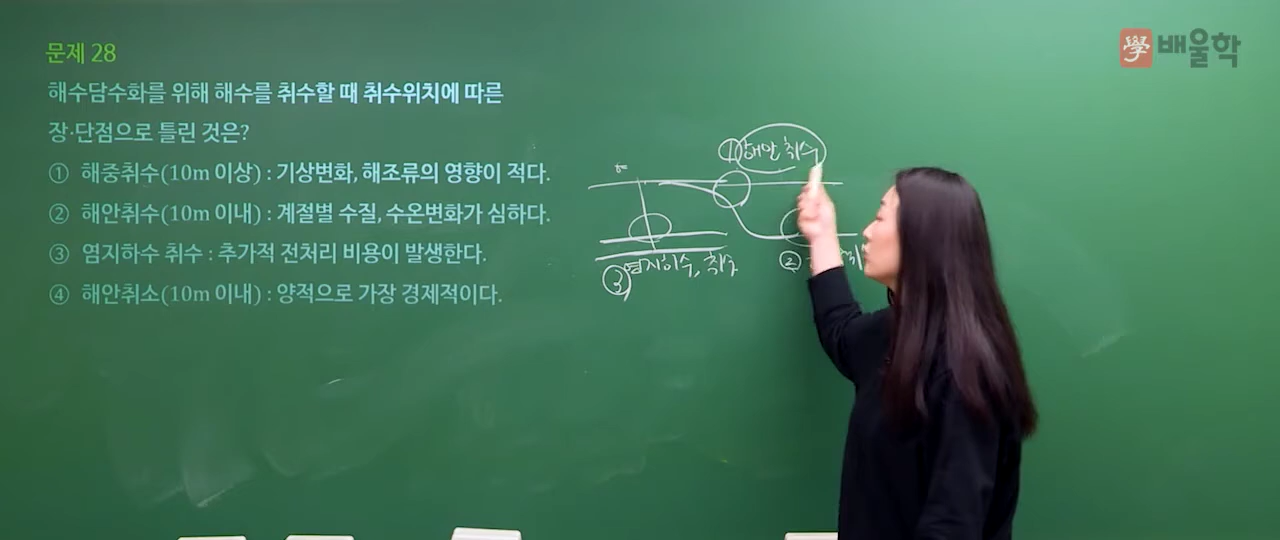 문제 28
學 배울학
해수담수화를 위해 해수를 취수할 때 취수위치에 따른
장·단점으로 틀린 것은?
① 해중취수(10m 이상) : 기상변화, 해조류의 영향이 적다.
② 해안취수(10m 이내) : 계절별 수질, 수온변화가 심하다.
③ 염지하수 취수 : 추가적 전처리 비용이 발생한다.
④ 해안취소(10m 이내) : 양적으로 가장 경제적이다.
① 해안 취수
②
③ 염지하수, 취수